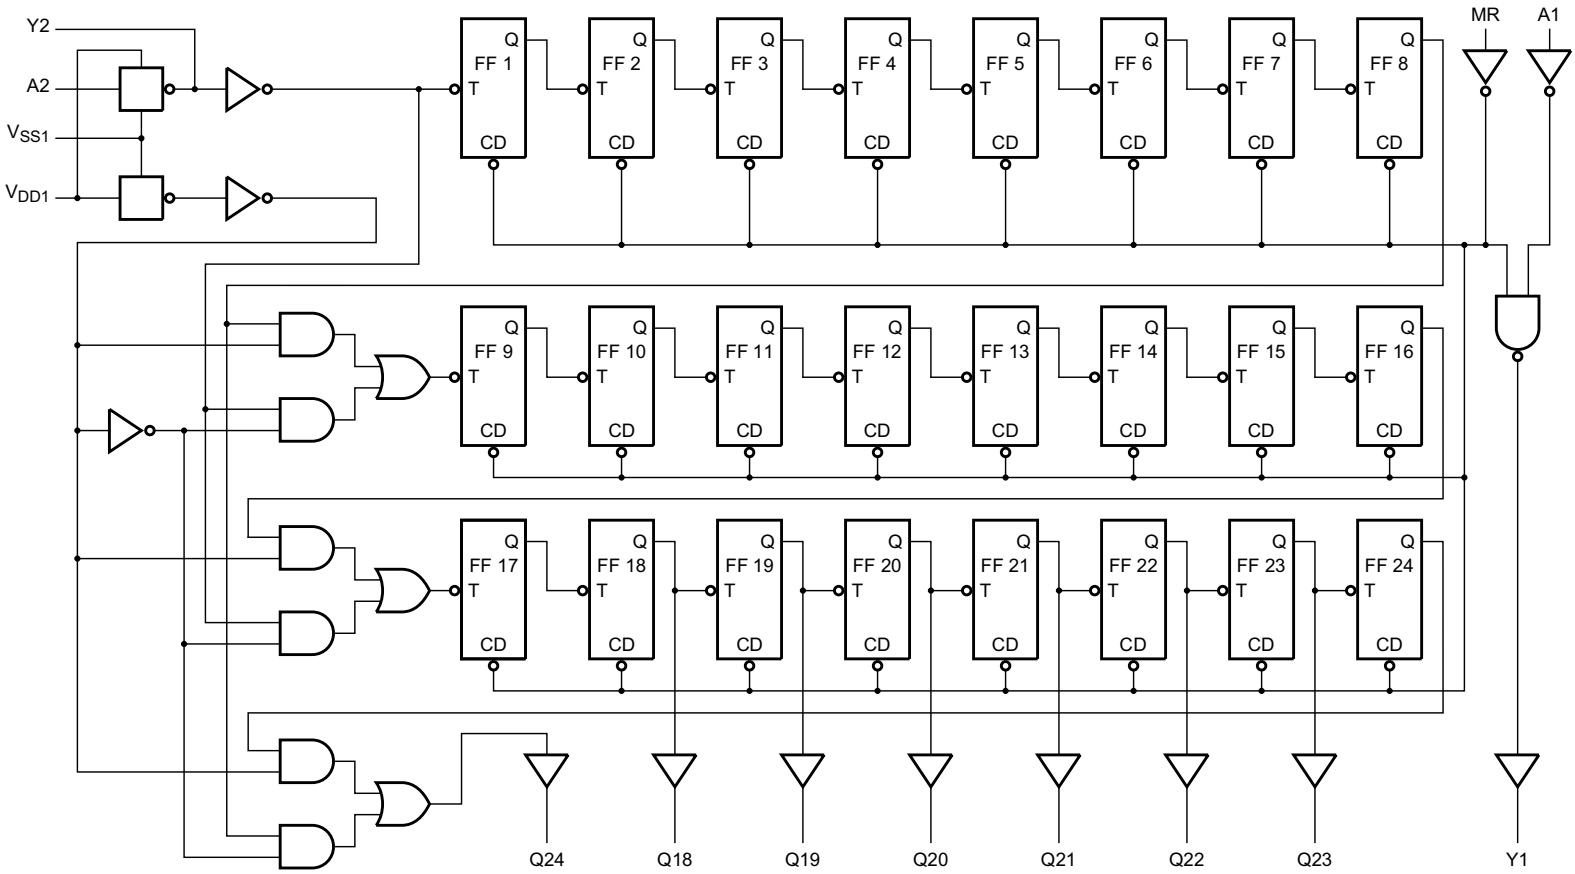 Y2
A2
VSS1
VDD1
MR A1
Q Q Q Q Q Q Q Q
FF 1 FF 2 FF 3 FF 4 FF 5 FF 6 FF 7 FF 8
T T T T T T T T
CD CD CD CD CD CD CD CD
Q Q Q Q Q Q Q Q
FF 9 FF 10 FF 11 FF 12 FF 13 FF 14 FF 15 FF 16
T T T T T T T T
CD CD CD CD CD CD CD CD
Q Q Q Q Q Q Q Q
FF 17 FF 18 FF 19 FF 20 FF 21 FF 22 FF 23 FF 24
T T T T T T T T
CD CD CD CD CD CD CD CD
Q24 Q18 Q19 Q20 Q21 Q22 Q23 Y1